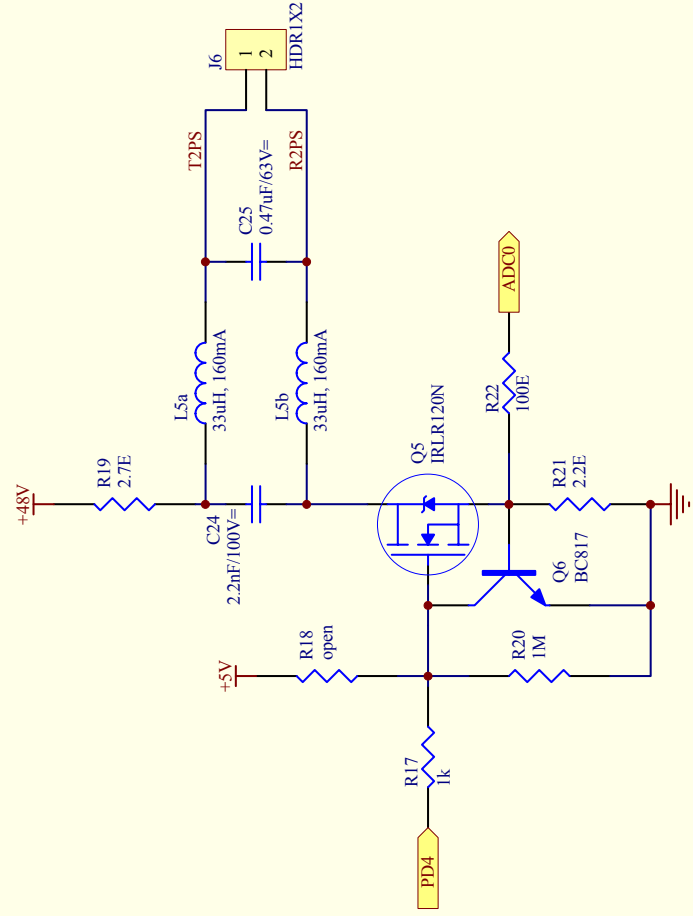 J6
1
2
HDR1X2
T2PS
R2PS
C25
0.47uF/63V=
ADC0
L5a
33uH, 160mA
L5b
33uH, 160mA
R22
100E
Q5
IRLR120N
+48V
R19
2.7E
C24
2.2nF/100V=
R21
2.2E
Q6
BC817
+5V
R18
open
R20
1M
R17
1k
PD4